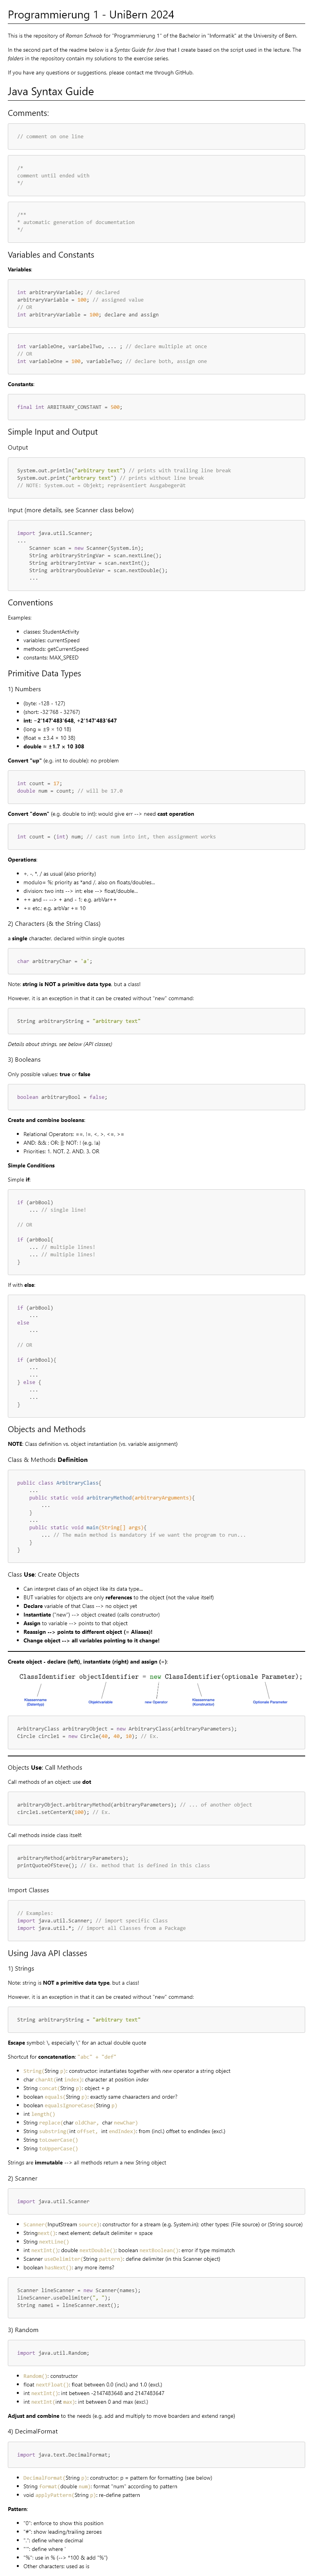 Programmierung 1 - UniBern 2024
This is the repository of Roman Schwob for "Programmierung 1" of the Bachelor in "Informatik" at the University of Bern.
In the second part of the readme below is a Syntax Guide for Java that I create based on the script used in the lecture. The
folders in the repository contain my solutions to the exercise series.
If you have any questions or suggestions, please contact me through GitHub.
Java Syntax Guide
Comments:
// comment on one line
/*
comment until ended with
*/
/**
* automatic generation of documentation
*/
Variables and Constants
Variables:
int arbitraryVariable; // declared
arbitraryVariable = 100; // assigned value
// OR
int arbitraryVariable = 100; declare and assign
int variableOne, variabelTwo, ... ; // declare multiple at once
// OR
int variableOne = 100, variableTwo; // declare both, assign one
Constants:
final int ARBITRARY_CONSTANT = 500;
Simple Input and Output
Output
System.out.println("arbitrary text") // prints with trailing line break
System.out.print("arbtrary text") // prints without line break
// NOTE: System.out = Objekt; repräsentiert Ausgabegerät
Input (more details, see Scanner class below)
import java.util.Scanner;
...
Scanner scan = new Scanner(System.in);
String arbitraryStringVar = scan.nextLine();
String arbitraryIntVar = scan.nextInt();
String arbitraryDoubleVar = scan.nextDouble();
...
Conventions
Examples:
• classes: StudentActivity
• variables: currentSpeed
• methods: getCurrentSpeed
• constants: MAX_SPEED
Primitive Data Types
1) Numbers
• (byte: -128 - 127)
• (short: -32'768 - 32767)
• int: −2'147'483'648, +2'147'483'647
• (long = ±9 = 10 18)
• (float = ±3.4 × 10 38)
• double = ±1.7 × 10 308
Convert "up" (e.g. int to double): no problem
int count = 17;
double num = count; // will be 17.0
Convert "down" (e.g. double to int): would give err --> need cast operation
int count = (int) num; // cast num into int, then assignment works
Operations:
• +, -, *, / as usual (also priority)
• modulo= %; priority as *and /, also on floats/doubles...
• division: two ints --> int; else --> float/double...
• ++ and -- --> + and - 1: e.g. arbVar++
• += etc.: e.g. arbVar += 10
2) Characters (& the String Class)
a single character, declared within single quotes
char arbitraryChar = 'a';
Note: string is NOT a primitive data type, but a class!
However, it is an exception in that it can be created without "new" command:
String arbitraryString = "arbitrary text"
Details about strings, see below (API classes)
3) Booleans
Only possible values: true or false
boolean arbitraryBool = false;
Create and combine booleans:
• Relational Operators: ==, !=, <, >, <=, >=
• AND: && ; OR: ||; NOT: ! (e.g. !a)
• Priorities: 1. NOT, 2. AND, 3. OR
Simple Conditions
Simple if:
if (arbBool)
... // single line!
// OR
if (arbBool{
... // multiple lines!
... // multiple lines!
}
If with else:
if (arbBool)
...
else
...
// OR
if (arbBool){
...
...
} else {
...
...
}
Objects and Methods
NOTE: Class definition vs. object instantiation (vs. variable assignment)
Class & Methods Definition
public class ArbitraryClass{
...
public static void arbitraryMethod(arbitraryArguments){
...
}
...
public static void main(String[] args){
... // The main method is mandatory if we want the program to run...
}
}
Class Use: Create Objects
• Can interpret class of an object like its data type...
• BUT variables for objects are only references to the object (not the value itself)
• Declare variable of that Class --> no object yet
• Instantiate ("new") --> object created (calls constructor)
• Assign to variable --> points to that object
• Reassign --> points to different object (= Aliases)!
• Change object --> all variables pointing to it change!
Create object - declare (left), instantiate (right) and assign (=):
ClassIdentifier objectIdentifier = new ClassIdentifier(optionale Parameter);
Klassenname (Datentyp)
Objektvariable
new Operator
Klassenname (Konstruktor)
Optionale Parameter
ArbitraryClass arbitraryObject = new ArbitraryClass(arbitraryParameters);
Circle circle1 = new Circle(40, 40, 10); // Ex.
Objects Use: Call Methods
Call methods of an object: use dot
arbitraryObject.arbitraryMethod(arbitraryParameters); // ... of another object
circle1.setCenterX(100); // Ex.
Call methods inside class itself:
arbitraryMethod(arbitraryParameters);
printQuoteOfSteve(); // Ex. method that is defined in this class
Import Classes
// Examples:
import java.util.Scanner; // import specific Class
import java.util.*; // import all Classes from a Package
Using Java API classes
1) Strings
Note: string is NOT a primitive data type, but a class!
However, it is an exception in that it can be created without "new" command:
String arbitraryString = "arbitrary text"
Escape symbol: \, especially \" for an actual double quote
Shortcut for concatenation: "abc" + "def"
• String(String p): constructor: instantiates together with new operator a string object
• char charAt(int index): character at position index
• String concat(String p): object + p
• boolean equals(String p): exactly same characters and order?
• boolean equalsIgnoreCase(String p)
• int length()
• String replace(char oldChar, char newChar)
• String substring(int offset, int endIndex): from (incl.) offset to endIndex (excl.)
• String toLowerCase()
• String toUpperCase()
Strings are immutable --> all methods return a new String object
2) Scanner
import java.util.Scanner
• Scanner(InputStream source): constructor for a stream (e.g. System.in); other types: (File source) or (String source)
• Stringnext(): next element; default delimiter = space
• String nextLine()
• int nextInt(); double nextDouble(); boolean nextBoolean(): error if type mismatch
• Scanner useDelimiter(String pattern): define delimiter (in this Scanner object)
• boolean hasNext(): any more items?
Scanner lineScanner = new Scanner(names);
lineScanner.useDelimiter(", ");
String name1 = lineScanner.next();
3) Random
import java.util.Random;
• Random(): constructor
• float nextFloat(): float between 0.0 (incl.) and 1.0 (excl.)
• int nextInt(): int between -2147483648 and 2147483647
• int nextInt(int max): int between 0 and max (excl.)
Adjust and combine to the needs (e.g. add and multiply to move boarders and extend range)
4) DecimalFormat
import java.text.DecimalFormat;
• DecimalFormat(String p): constructor; p = pattern for formatting (see below)
• String format(double num): format "num" according to pattern
• void applyPattern(String p): re-define pattern
Pattern:
• "0": enforce to show this position
• "#": show leading/trailing zeroes
• ".": define where decimal
• "'": define where '
• "%": use in % (--> *100 & add "%")
• Other characters: used as is